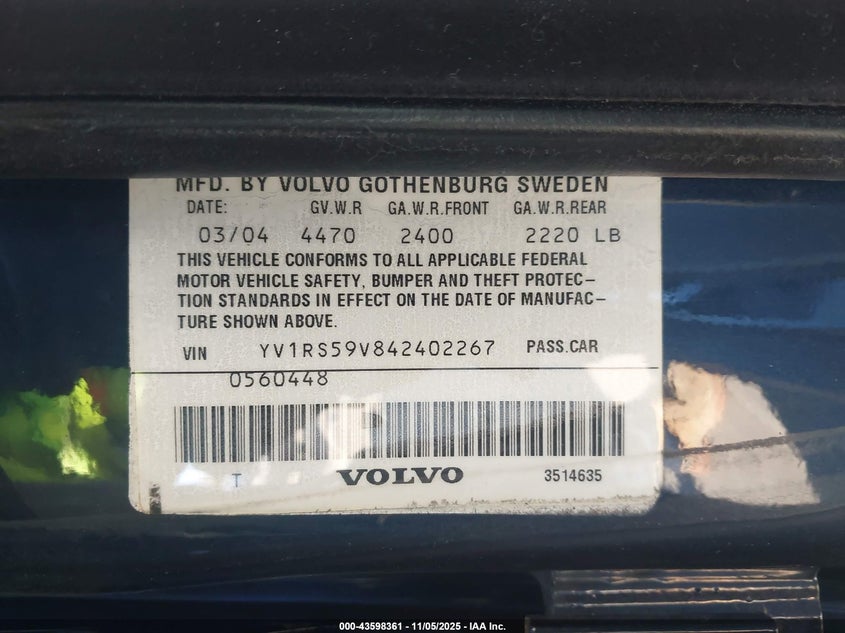 MFD. BY VOLVO GOTHENBURG SWEDEN
DATE: GV.W.R GA.W.R.FRONT GA.W.R.REAR
03/04 4470 2400 2220 LB
THIS VEHICLE CONFORMS TO ALL APPLICABLE FEDERAL
MOTOR VEHICLE SAFETY, BUMPER AND THEFT PROTEC–
TION STANDARDS IN EFFECT ON THE DATE OF MANUFAC–
TURE SHOWN ABOVE.
VIN YV1RS59V842402267 PASS.CAR
0560448
T VOLVO 3514635
000-43598361 - 11/05/2025 - IAA Inc.